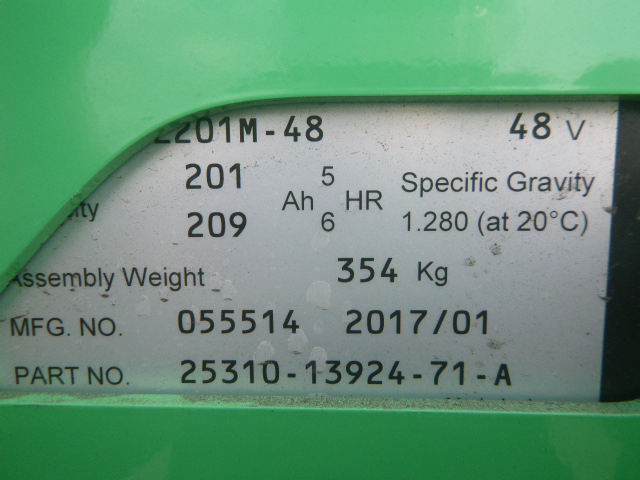 2201M-48 48 V
201 Ah 5 HR Specific Gravity
209 6 1.280 (at 20°C)
Assembly Weight 354 Kg
MFG. NO. 055514 2017/01
PART NO. 25310-13924-71-A